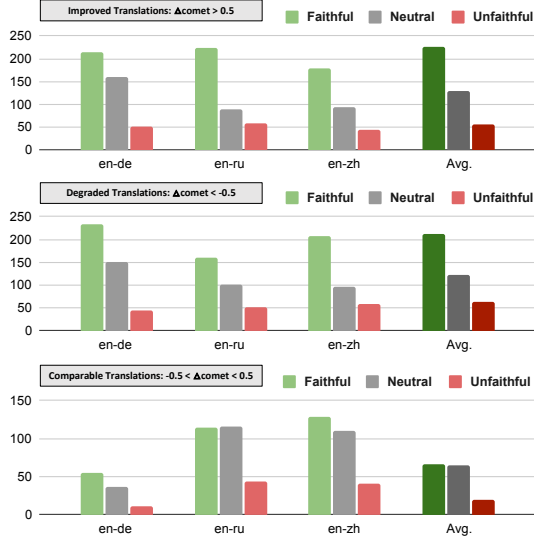 Improved Translations: Δcomet > 0.5
Faithful Neutral Unfaithful
250
200
150
100
50
0
en-de en-ru en-zh Avg.
Degraded Translations: Δcomet < -0.5
Faithful Neutral Unfaithful
250
200
150
100
50
0
en-de en-ru en-zh Avg.
Comparable Translations: -0.5 < Δcomet < 0.5
Faithful Neutral Unfaithful
150
100
50
0
en-de en-ru en-zh Avg.